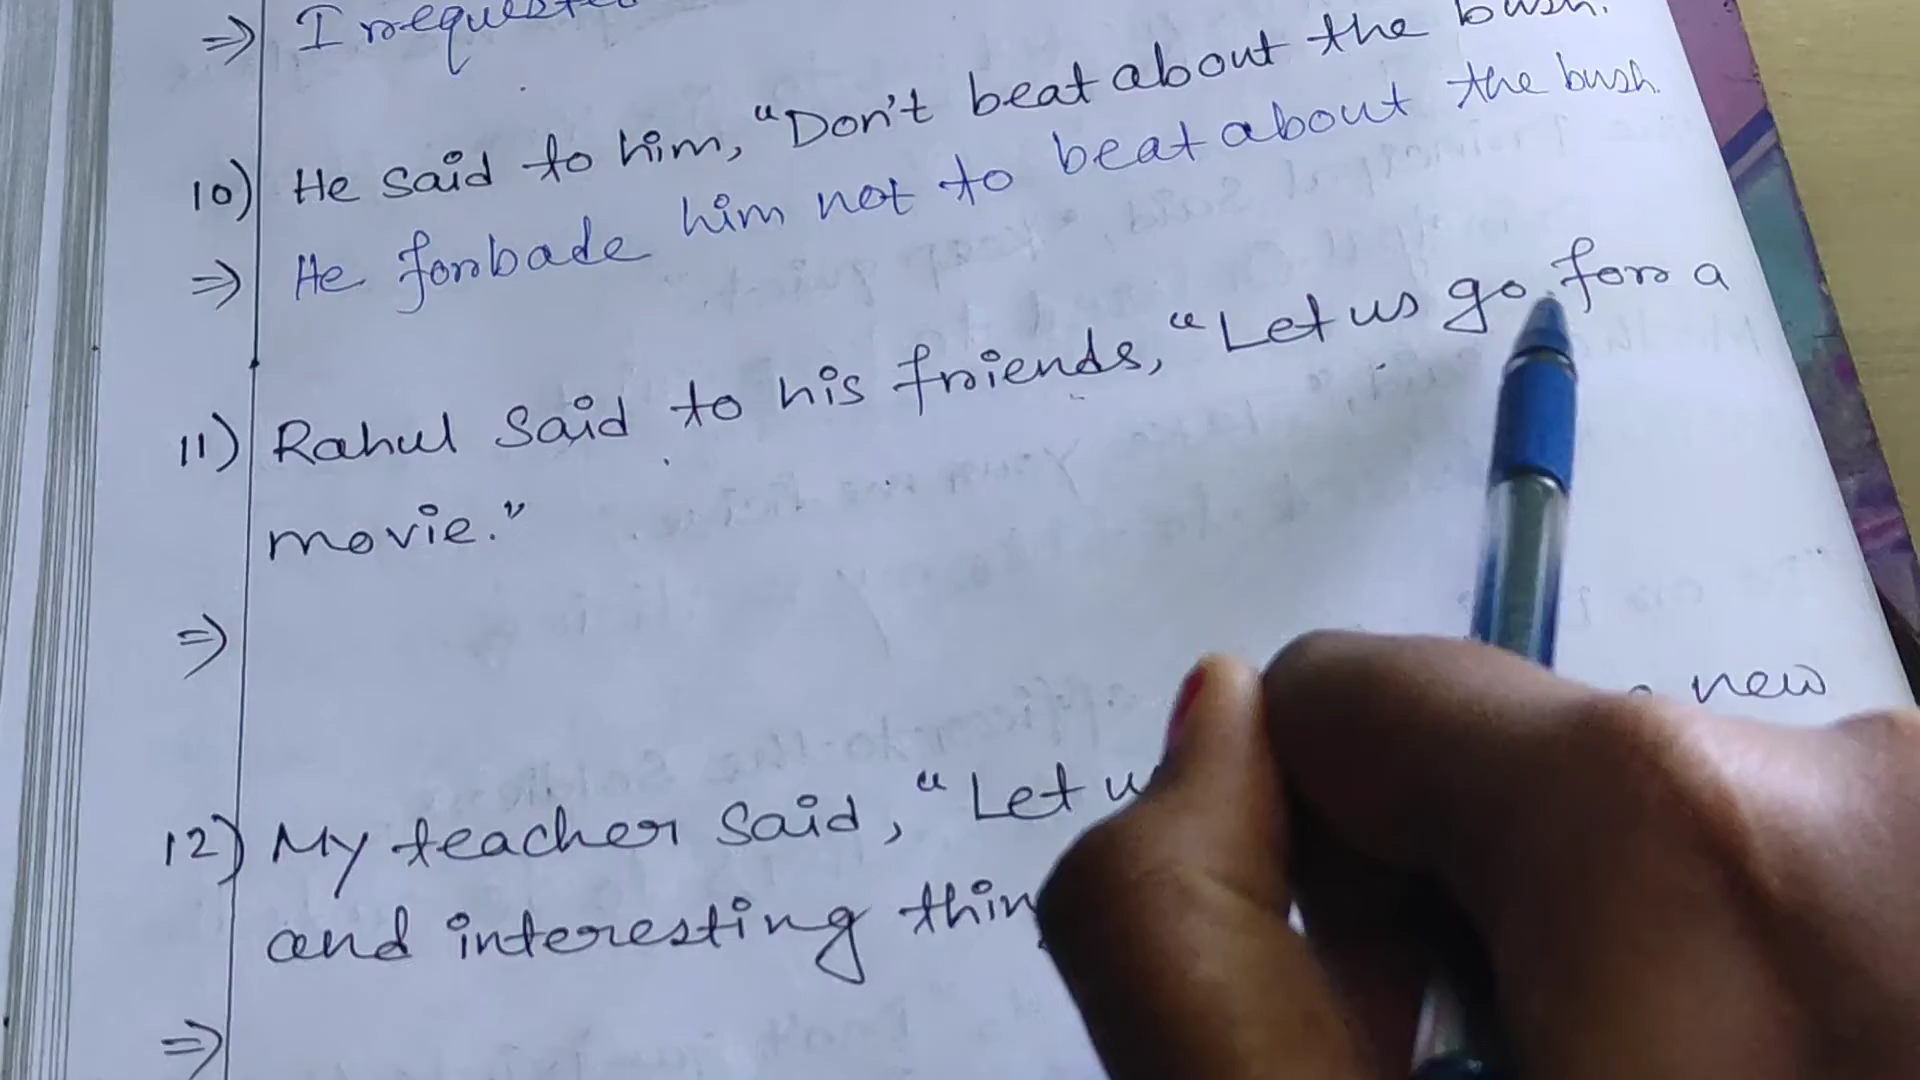 ⇒ I requested
10) He said to him, "Don't beat about the bush.
⇒ He forbade him not to beat about the bush.
11) Rahul said to his friends, "Let us go for a
movie."
⇒
new
12) My teacher said, "Let
and interesting
⇒